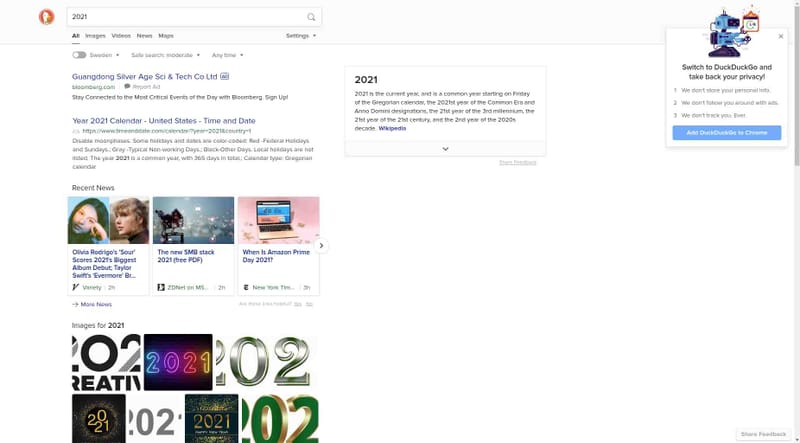 2021
All Images Videos News Maps Settings
Sweden Safe search: moderate Any time
Guangdong Silver Age Sci & Tech Co Ltd Ad
bloomberg.com Report Ad
Stay Connected to the Most Critical Events of the Day with Bloomberg. Sign Up!
Year 2021 Calendar - United States - Time and Date
https://www.timeanddate.com/calendar/?year=2021&country=1
Disable moonphases. Some holidays and dates are color-coded: Red -Federal Holidays
and Sundays.; Gray -Typical Non-working Days.; Black-Other Days. Local holidays are not
listed. The year 2021 is a common year, with 365 days in total.; Calendar type: Gregorian
calendar
Recent News
Olivia Rodrigo's 'Sour'
Scores 2021's Biggest
Album Debut; Taylor
Swift's 'Evermore' Br...
Variety 2h
The new SMB stack
2021 (free PDF)
ZDNet on MS... 2h
When Is Amazon Prime
Day 2021?
New York Tim... 3h
More News
Are these links helpful? Yes No
Images for 2021
2021
CREATIV
2021
202
2021
2021
2021
HAPPY NEW YEAR
202
2021
2021 is the current year, and is a common year starting on Friday
of the Gregorian calendar, the 2021st year of the Common Era and
Anno Domini designations, the 21st year of the 3rd millennium, the
21st year of the 21st century, and the 2nd year of the 2020s
decade. Wikipedia
Share Feedback
Switch to DuckDuckGo and
take back your privacy!
1 We don't store your personal info.
2 We don't follow you around with ads.
3 We don't track you. Ever.
Add DuckDuckGo to Chrome
Share Feedback